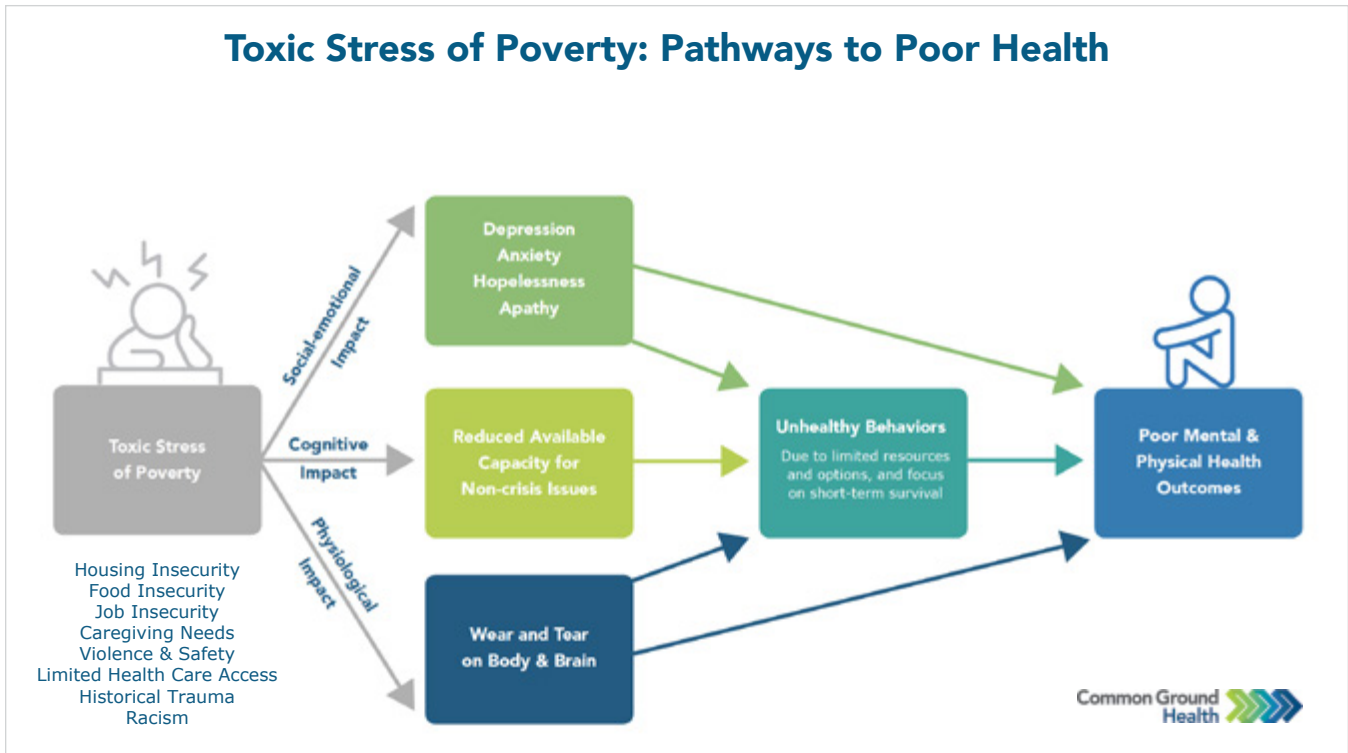 Toxic Stress of Poverty: Pathways to Poor Health
Toxic Stress
of Poverty
Housing Insecurity
Food Insecurity
Job Insecurity
Caregiving Needs
Violence & Safety
Limited Health Care Access
Historical Trauma
Racism
Social-emotional
Impact
Cognitive
Impact
Physiological
Impact
Depression
Anxiety
Hopelessness
Apathy
Reduced Available
Capacity for
Non-crisis Issues
Wear and Tear
on Body & Brain
Unhealthy Behaviors
Due to limited resources
and options, and focus
on short-term survival
Poor Mental &
Physical Health
Outcomes
Common Ground
Health